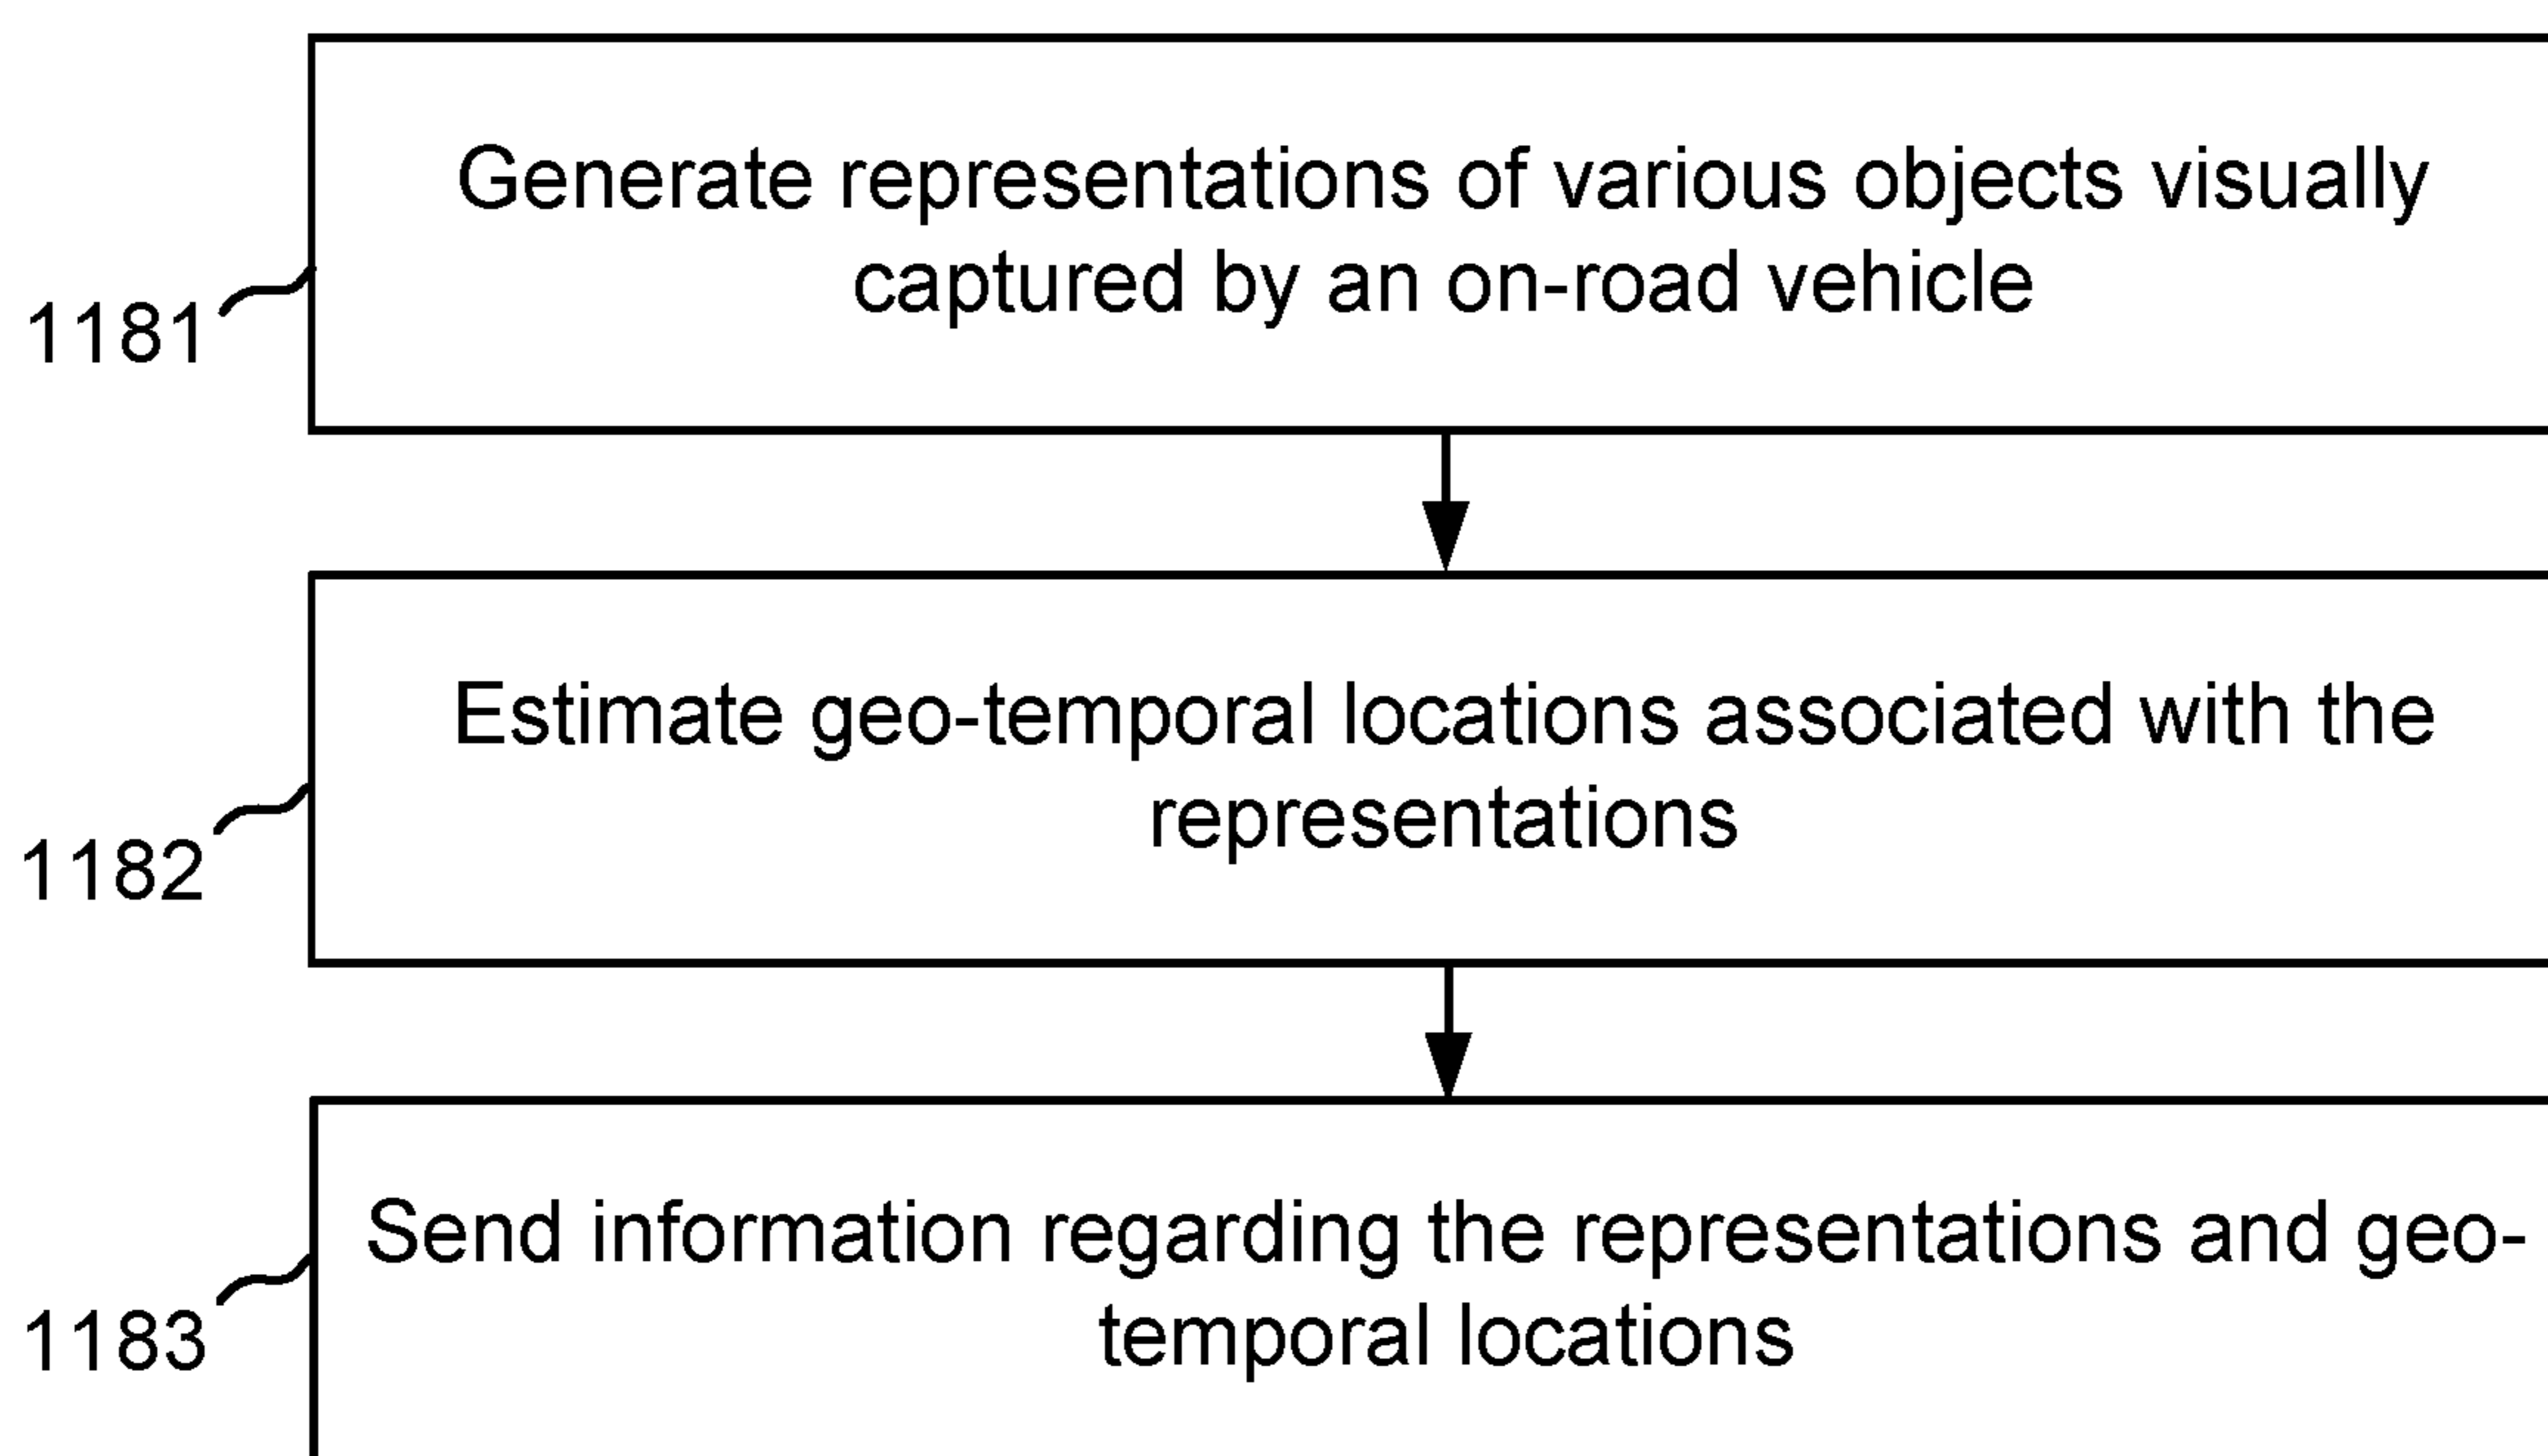 Generate representations of various objects visually
captured by an on-road vehicle
1181
Estimate geo-temporal locations associated with the
representations
1182
Send information regarding the representations and geo-
temporal locations
1183